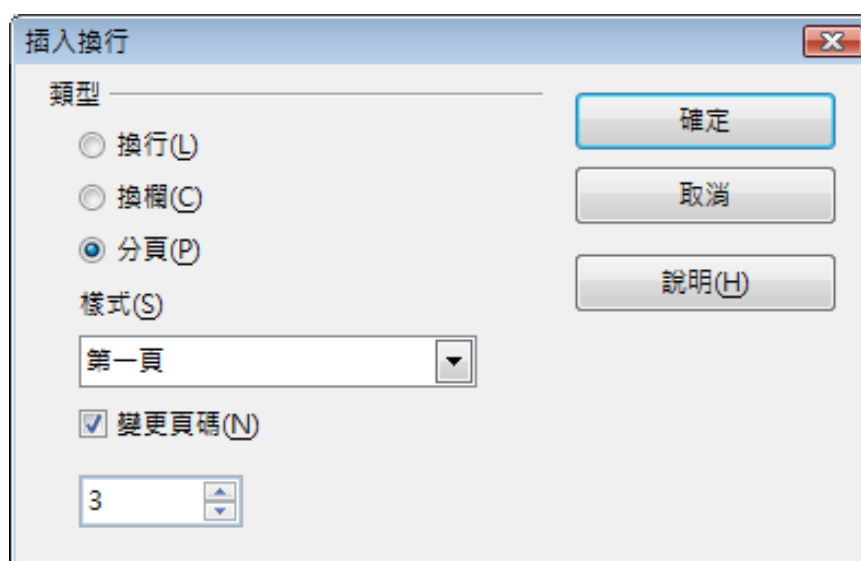 插入換行
類型
換行(L)
換欄(C)
分頁(P)
樣式(S)
第一頁
變更頁碼(N)
3
確定
取消
說明(H)